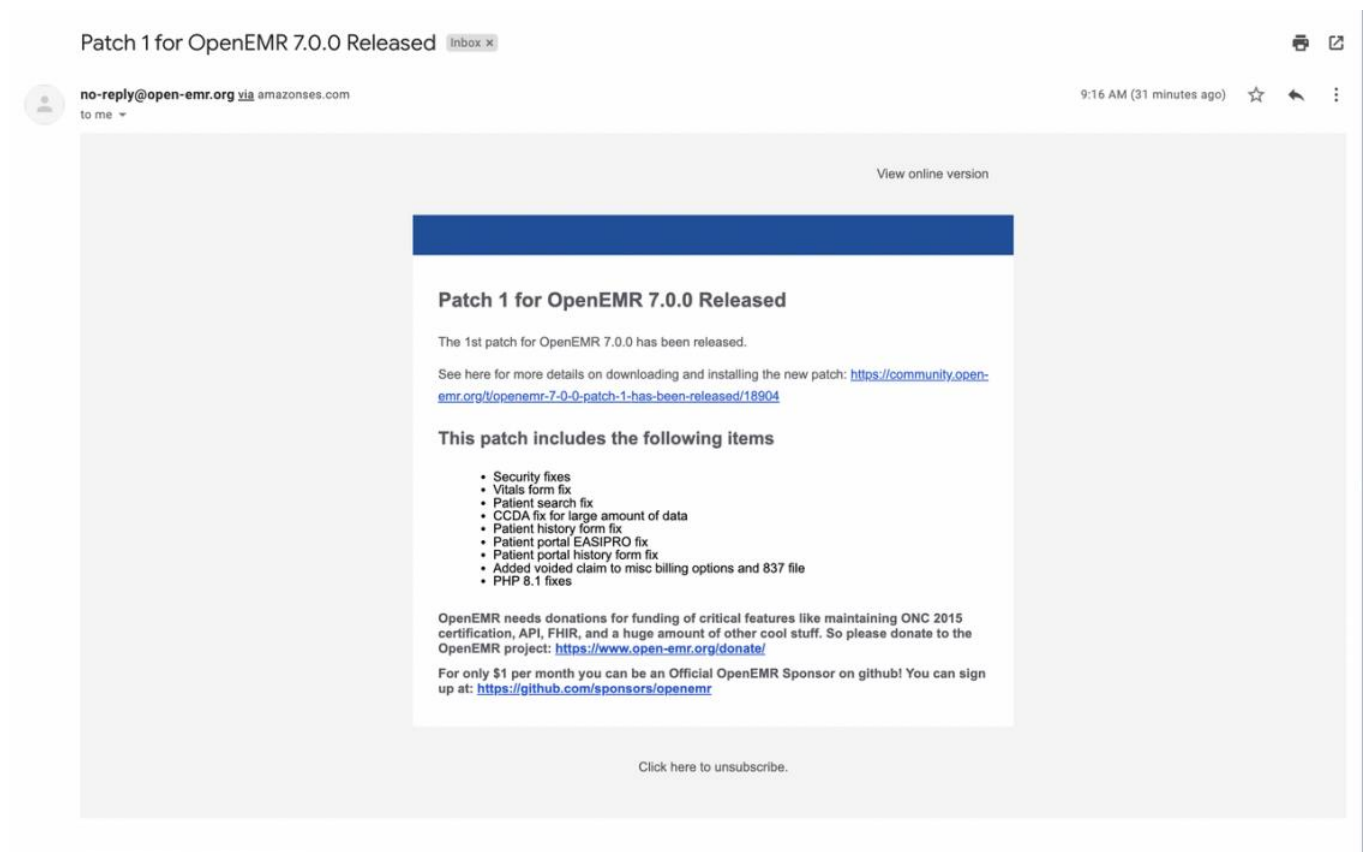 Patch 1 for OpenEMR 7.0.0 Released Inbox ×
no-reply@open-emr.org via amazonses.com
9:16 AM (31 minutes ago)
to me
View online version
Patch 1 for OpenEMR 7.0.0 Released
The 1st patch for OpenEMR 7.0.0 has been released.
See here for more details on downloading and installing the new patch: https://community.open-
emr.org/t/openemr-7-0-0-patch-1-has-been-released/18904
This patch includes the following items
• Security fixes
• Vitals form fix
• Patient search fix
• CCDA fix for large amount of data
• Patient history form fix
• Patient portal EASIPRO fix
• Patient portal history form fix
• Added voided claim to misc billing options and 837 file
• PHP 8.1 fixes
OpenEMR needs donations for funding of critical features like maintaining ONC 2015
certification, API, FHIR, and a huge amount of other cool stuff. So please donate to the
OpenEMR project: https://www.open-emr.org/donate/
For only $1 per month you can be an Official OpenEMR Sponsor on github! You can sign
up at: https://github.com/sponsors/openemr
Click here to unsubscribe.